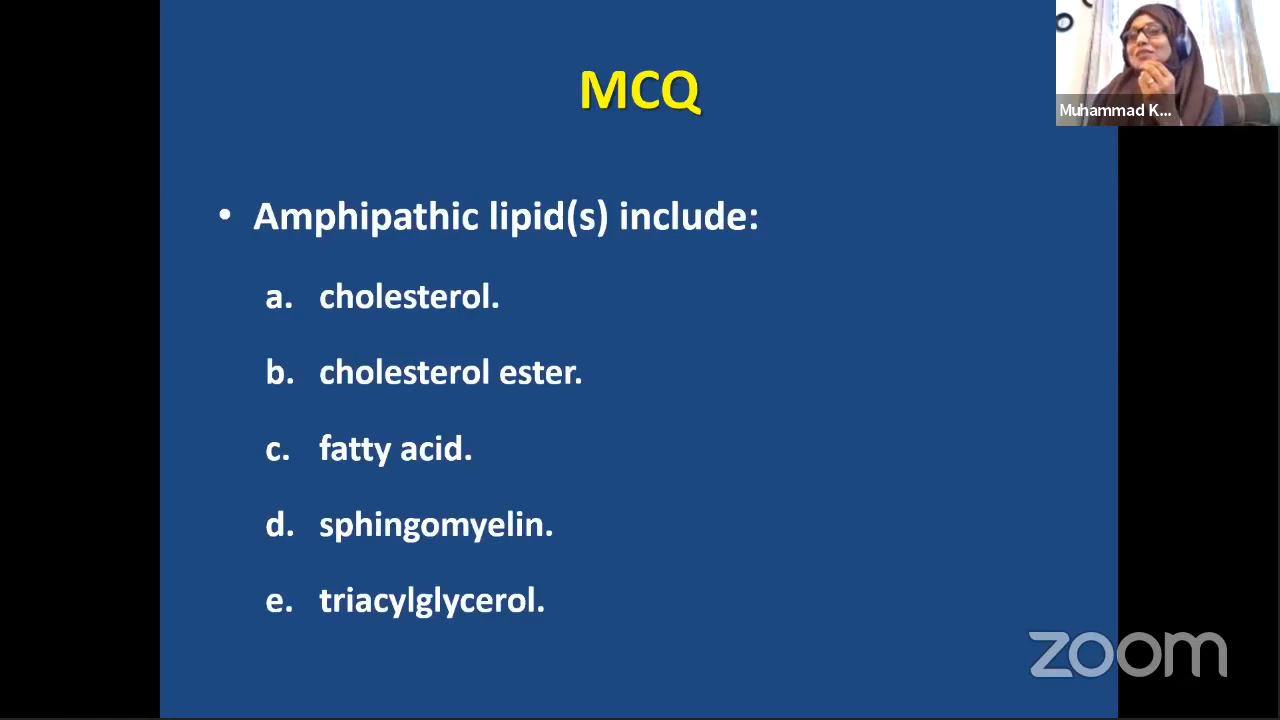 MCQ
Muhammad K...
• Amphipathic lipid(s) include:
a. cholesterol.
b. cholesterol ester.
c. fatty acid.
d. sphingomyelin.
e. triacylglycerol.
zoom